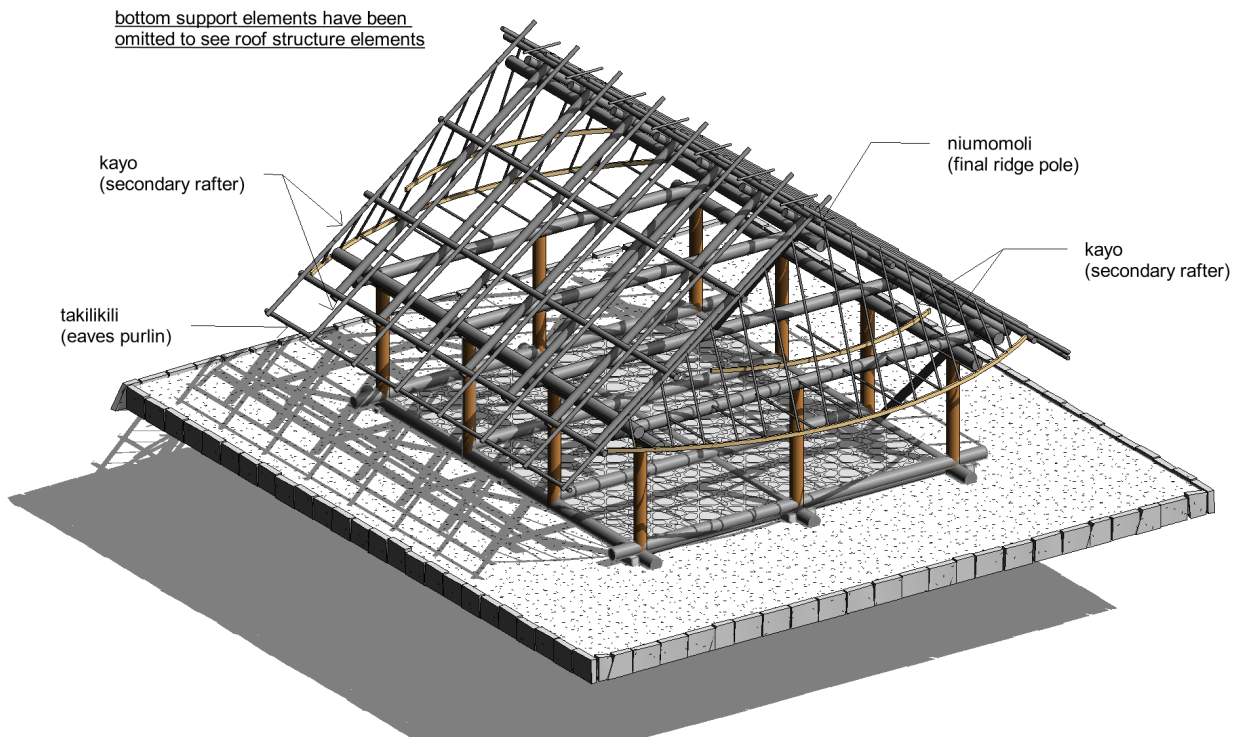 bottom support elements have been
omitted to see roof structure elements
kayo
(secondary rafter)
niumomoli
(final ridge pole)
kayo
(secondary rafter)
takilikili
(eaves purlin)